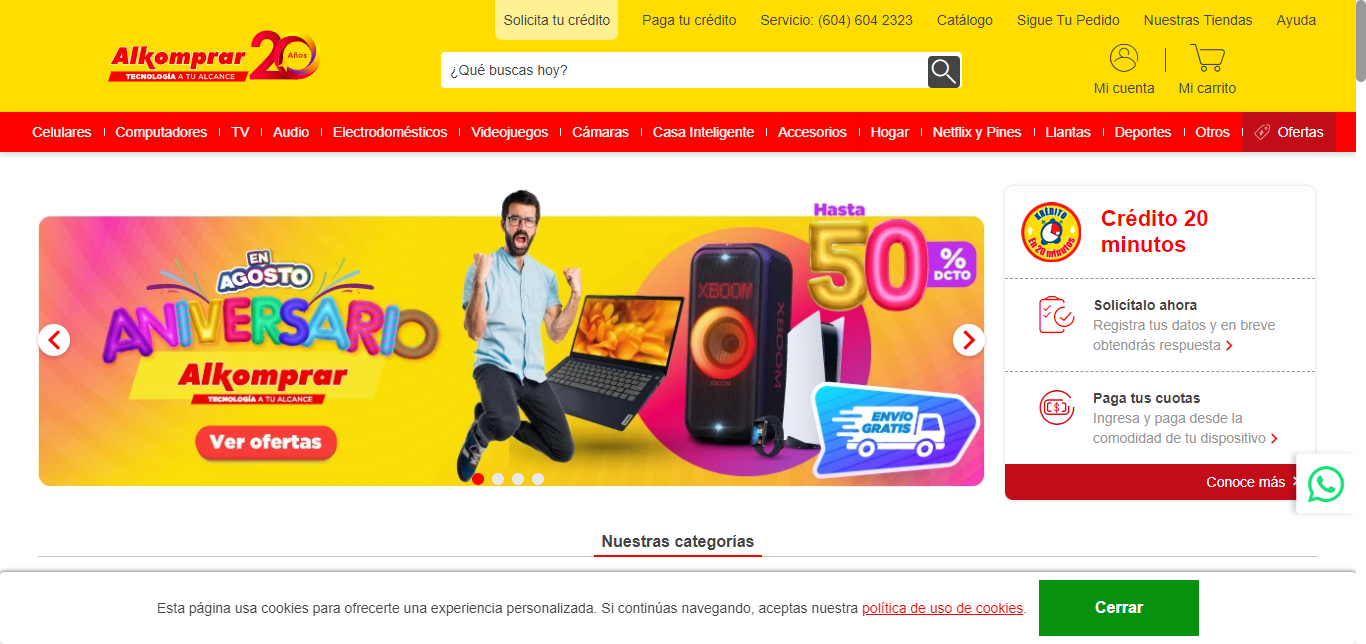 Solicita tu crédito
Paga tu crédito
Servicio: (604) 604 2323
Catálogo
Sigue Tu Pedido
Nuestras Tiendas
Ayuda
Alkomprar 20 Años
TECNOLOGÍA A TU ALCANCE
¿Qué buscas hoy?
Mi cuenta
Mi carrito
Celulares
Computadores
TV
Audio
Electrodomésticos
Videojuegos
Cámaras
Casa Inteligente
Accesorios
Hogar
Netflix y Pines
Llantas
Deportes
Otros
Ofertas
EN
AGOSTO
ANIVERSARIO
Alkomprar
TECNOLOGÍA A TU ALCANCE
Ver ofertas
XBOOM
XBOOM
XBOOM
Hasta
50
%
DCTO
ENVÍO
GRATIS
KRÉDITO
En 20 minutos
Crédito 20
minutos
Solicítalo ahora
Registra tus datos y en breve
obtendrás respuesta
Paga tus cuotas
Ingresa y paga desde la
comodidad de tu dispositivo
Conoce más
Nuestras categorías
Esta página usa cookies para ofrecerte una experiencia personalizada. Si continúas navegando, aceptas nuestra política de uso de cookies.
Cerrar